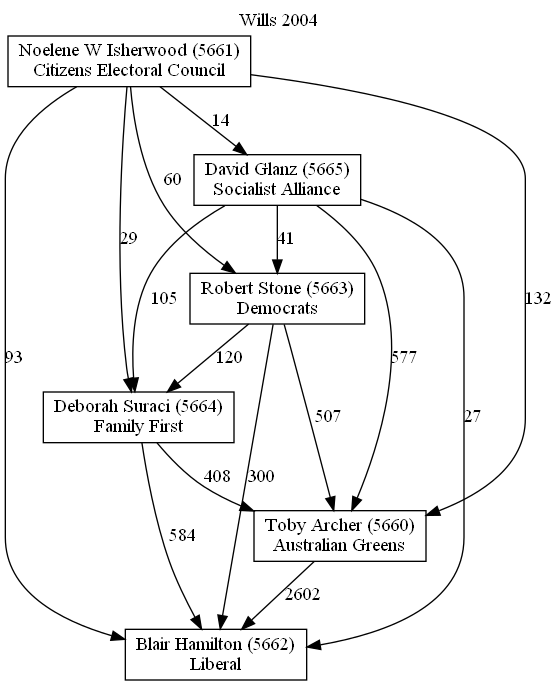 Wills 2004
Noelene W Isherwood (5661)
Citizens Electoral Council
14
David Glanz (5665)
Socialist Alliance
60
29
41
132
Robert Stone (5663)
Democrats
105
93
120
577
Deborah Suraci (5664)
Family First
507
27
408
300
Toby Archer (5660)
Australian Greens
584
2602
Blair Hamilton (5662)
Liberal